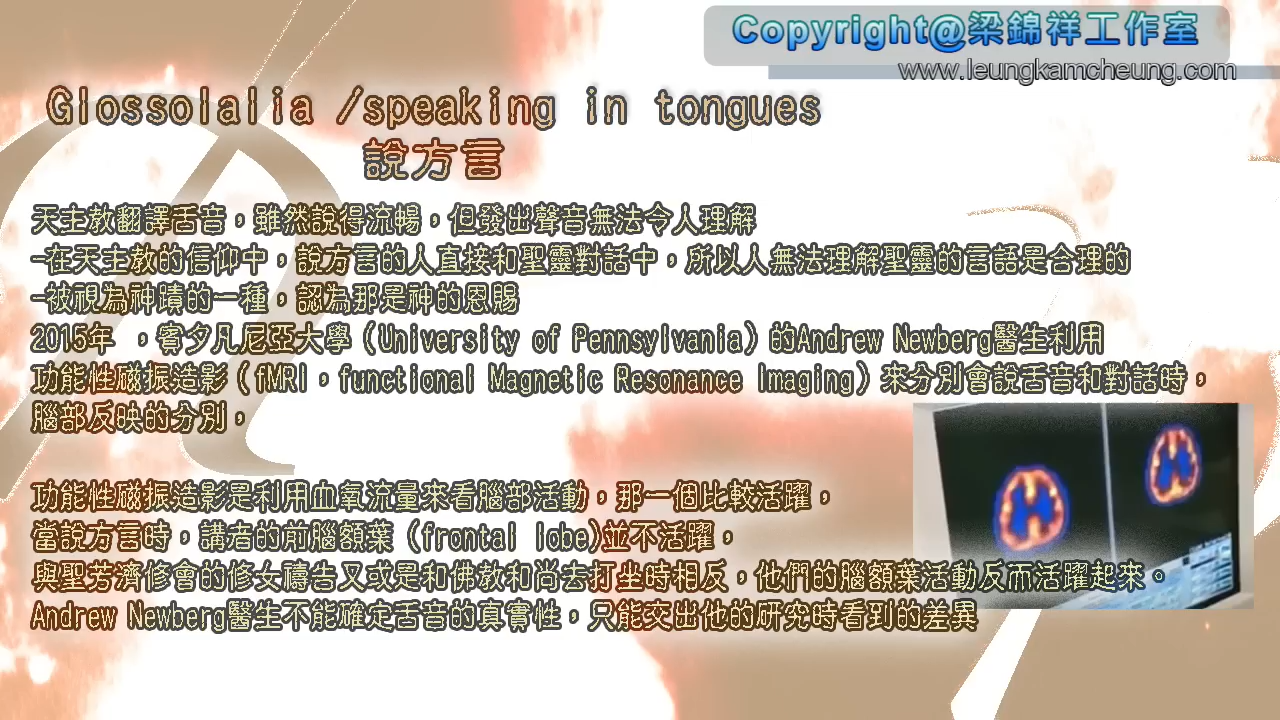 Copyright@梁錦祥工作室
www.leungkamcheung.com
Glossolalia /speaking in tongues
說方言
天主教翻譯舌音，雖然說得流暢，但發出聲音無法令人理解
-在天主教的信仰中，說方言的人直接和聖靈對話中，所以人無法理解聖靈的言語是合理的
-被視為神蹟的一種，認為那是神的恩賜
2015年 ，賓夕凡尼亞大學（University of Pennsylvania）的Andrew Newberg醫生利用
功能性磁振造影（fMRI，functional Magnetic Resonance Imaging）來分別會說舌音和對話時，
腦部反映的分別，
功能性磁振造影是利用血氧流量來看腦部活動，那一個比較活躍，
當說方言時，講者的前腦額葉（frontal lobe)並不活躍，
與聖芳濟修會的修女禱告又或是和佛教和尚去打坐時相反，他們的腦額葉活動反而活躍起來。
Andrew Newberg醫生不能確定舌音的真實性，只能交出他的研究時看到的差異